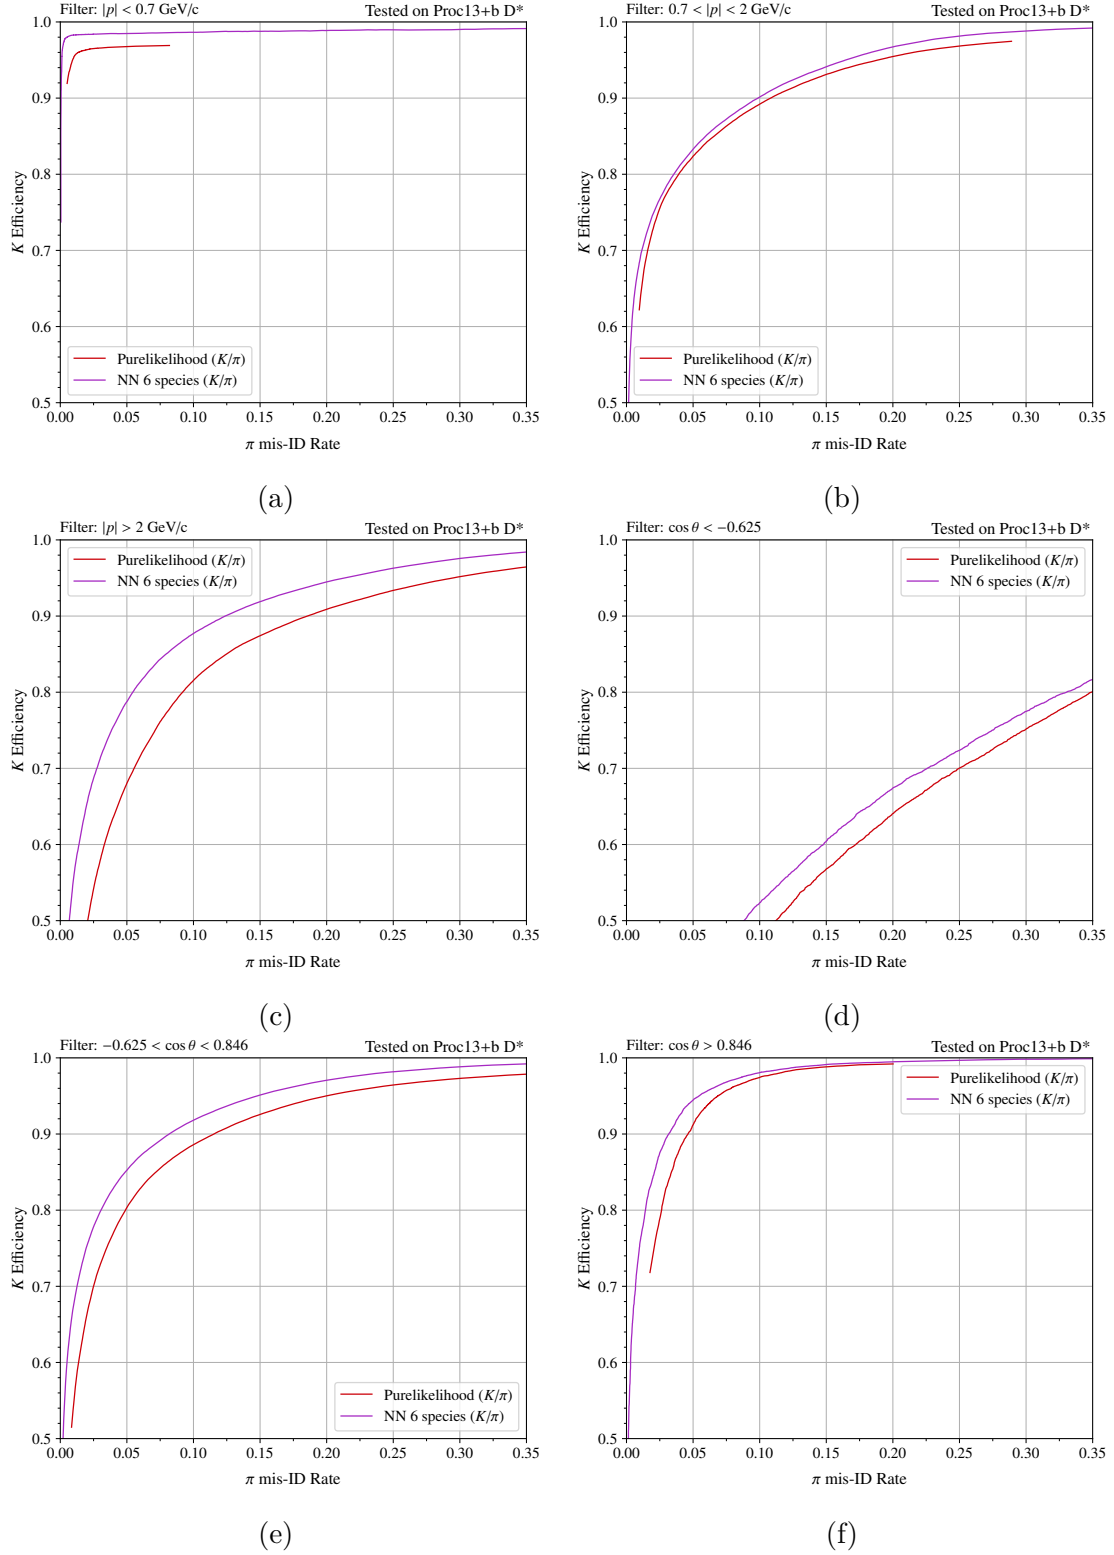 Filter: |p| < 0.7 GeV/c
Tested on Proc13+b D*
K Efficiency
0.9
0.8
0.7
0.6
0.5
Purelikelihood (K/π)
NN 6 species (K/π)
0.00 0.05 0.10 0.15 0.20 0.25 0.30 0.35
π mis-ID Rate
(a)
Filter: 0.7 < |p| < 2 GeV/c
Tested on Proc13+b D*
K Efficiency
0.9
0.8
0.7
0.6
0.5
Purelikelihood (K/π)
NN 6 species (K/π)
0.00 0.05 0.10 0.15 0.20 0.25 0.30 0.35
π mis-ID Rate
(b)
Filter: |p| > 2 GeV/c
Tested on Proc13+b D*
K Efficiency
1.0
0.9
0.8
0.7
0.6
0.5
Purelikelihood (K/π)
NN 6 species (K/π)
0.00 0.05 0.10 0.15 0.20 0.25 0.30 0.35
π mis-ID Rate
(c)
Filter: cos θ < −0.625
Tested on Proc13+b D*
K Efficiency
1.0
0.9
0.8
0.7
0.6
0.5
Purelikelihood (K/π)
NN 6 species (K/π)
0.00 0.05 0.10 0.15 0.20 0.25 0.30 0.35
π mis-ID Rate
(d)
Filter: −0.625 < cos θ < 0.846
Tested on Proc13+b D*
K Efficiency
1.0
0.9
0.8
0.7
0.6
0.5
Purelikelihood (K/π)
NN 6 species (K/π)
0.00 0.05 0.10 0.15 0.20 0.25 0.30 0.35
π mis-ID Rate
(e)
Filter: cos θ > 0.846
Tested on Proc13+b D*
K Efficiency
1.0
0.9
0.8
0.7
0.6
0.5
Purelikelihood (K/π)
NN 6 species (K/π)
0.00 0.05 0.10 0.15 0.20 0.25 0.30 0.35
π mis-ID Rate
(f)